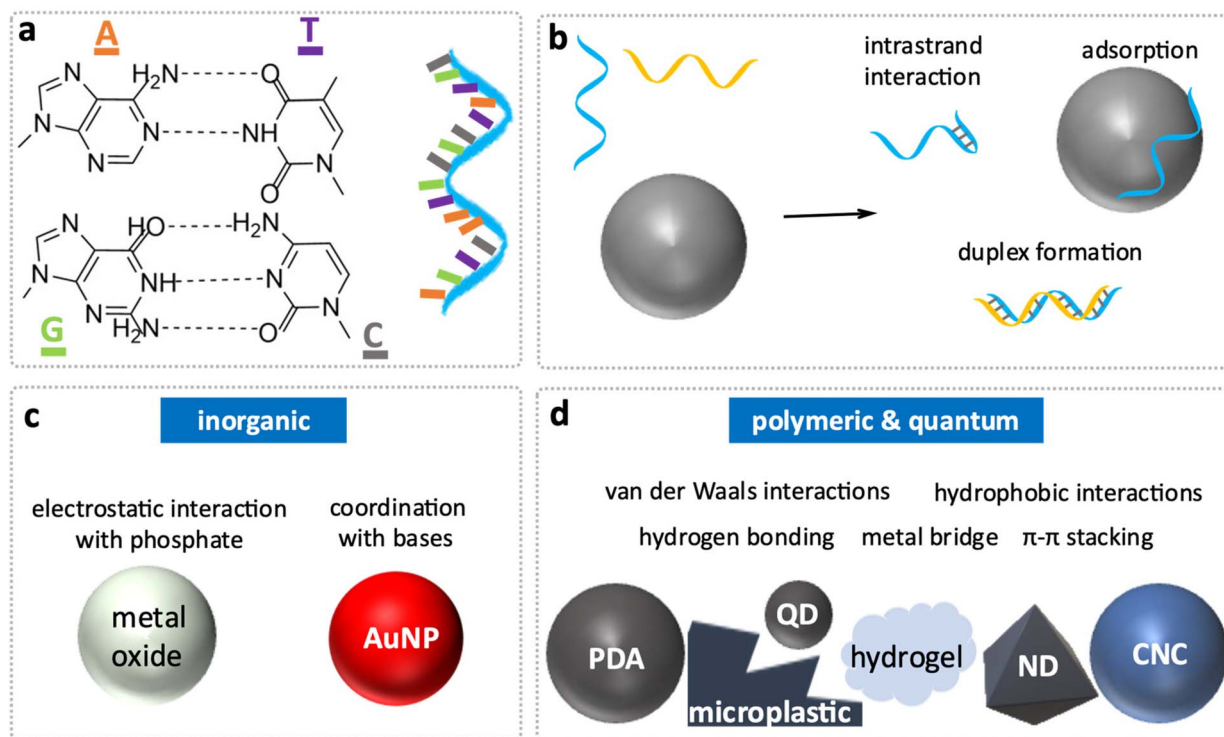 a
A
T
N
H₂N
O
N
N
N
NH
N
O
N
HO
H₂N
N
NH
N
N
N
H₂N
O
N
G
C
b
intrastrand
interaction
adsorption
duplex formation
c
inorganic
electrostatic interaction
with phosphate
coordination
with bases
metal
oxide
AuNP
d
polymeric & quantum
van der Waals interactions
hydrophobic interactions
hydrogen bonding
metal bridge
π-π stacking
PDA
QD
microplastic
hydrogel
ND
CNC